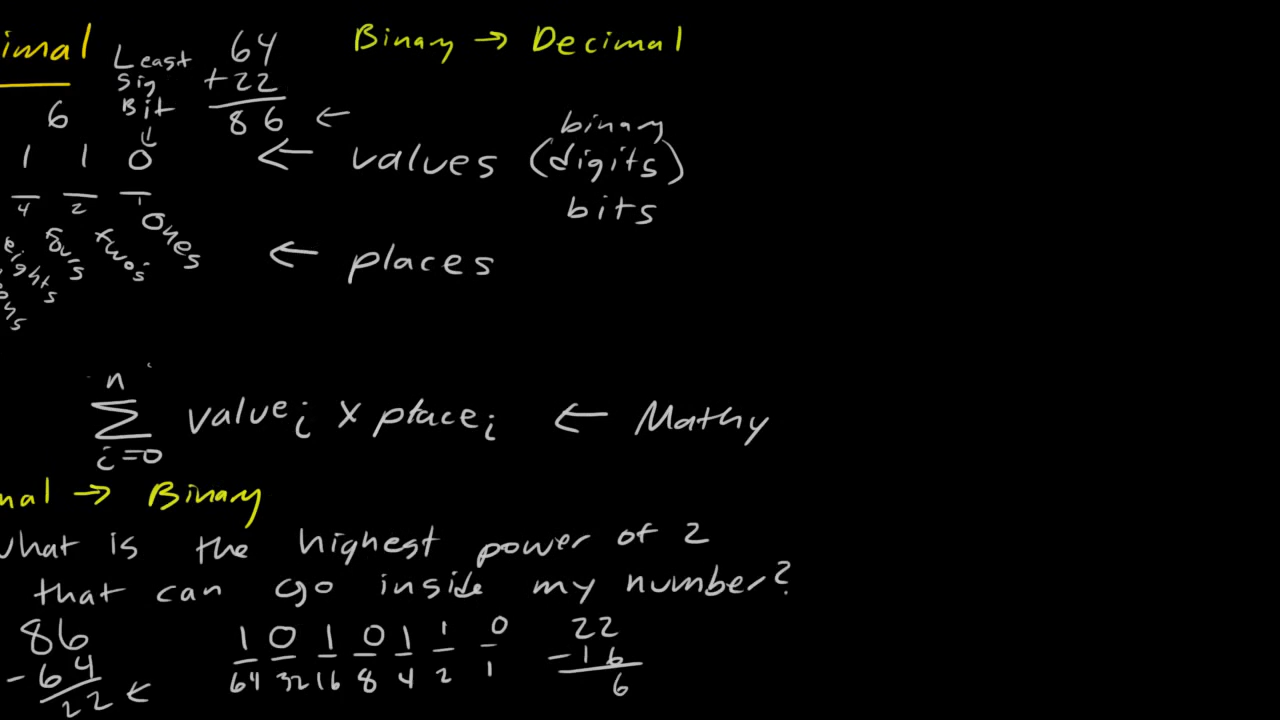 imal Least 64 Binary → Decimal
Sig +22
6 Bit 86 ←
binary
1 1 0 ← values (digits)
4 2 1 bits
eights fours twos ones ← places
n
∑ valueᵢ × placeᵢ ← Mathy
i=0
mal → Binary
what is the highest power of 2
that can go inside my number?
86 1 0 1 0 1 1 0 22
-64 64 32 16 8 4 2 1 -16
22 ← 6